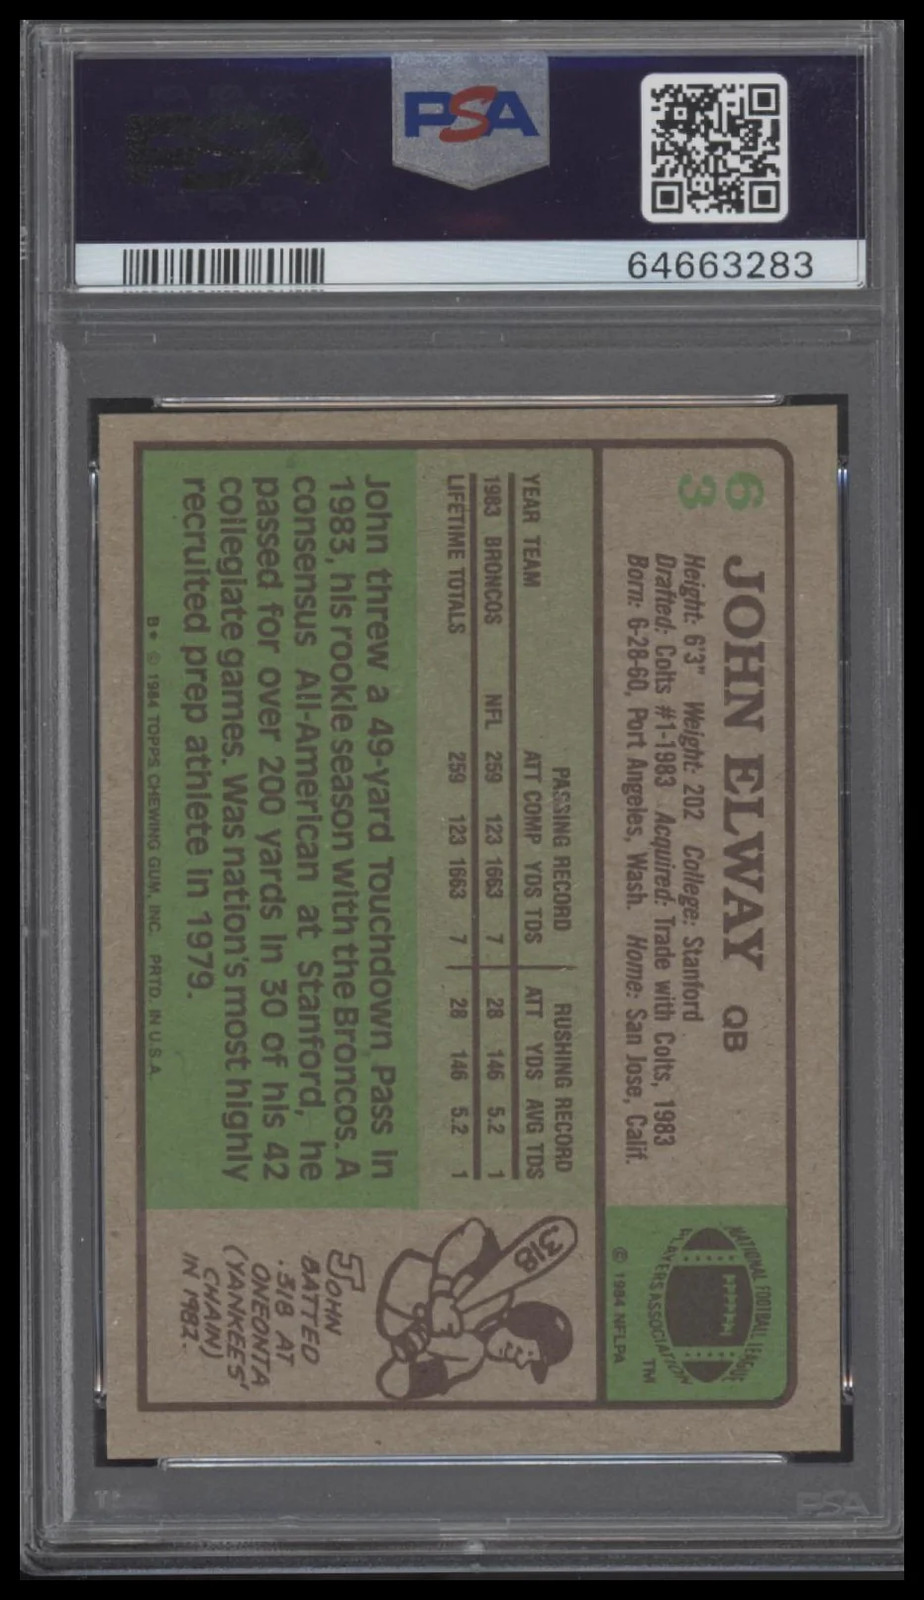 PSA
64663283
63
JOHN ELWAY QB
Height: 6'3" Weight: 202 College: Stanford
Drafted: Colts #1-1983 Acquired: Trade with Colts, 1983
Born: 6-28-60, Port Angeles, Wash. Home: San Jose, Calif.
NATIONAL FOOTBALL LEAGUE
PLAYERS ASSOCIATION
TM
© 1984 NFLPA
PASSING RECORD RUSHING RECORD
YEAR TEAM ATT COMP YDS TDS ATT YDS AVG TDS
1983 BRONCOS NFL 259 123 1663 7 28 146 5.2 1
LIFETIME TOTALS 259 123 1663 7 28 146 5.2 1
John threw a 49-yard Touchdown Pass in
1983, his rookie season with the Broncos. A
consensus All-American at Stanford, he
passed for over 200 yards in 30 of his 42
collegiate games. Was nation's most highly
recruited prep athlete in 1979.
318
JOHN
BATTED
.318 AT
ONEONTA
(YANKEES'
CHAIN)
IN 1982.
B* © 1984 TOPPS CHEWING GUM, INC. PRTD. IN U.S.A.
PSA